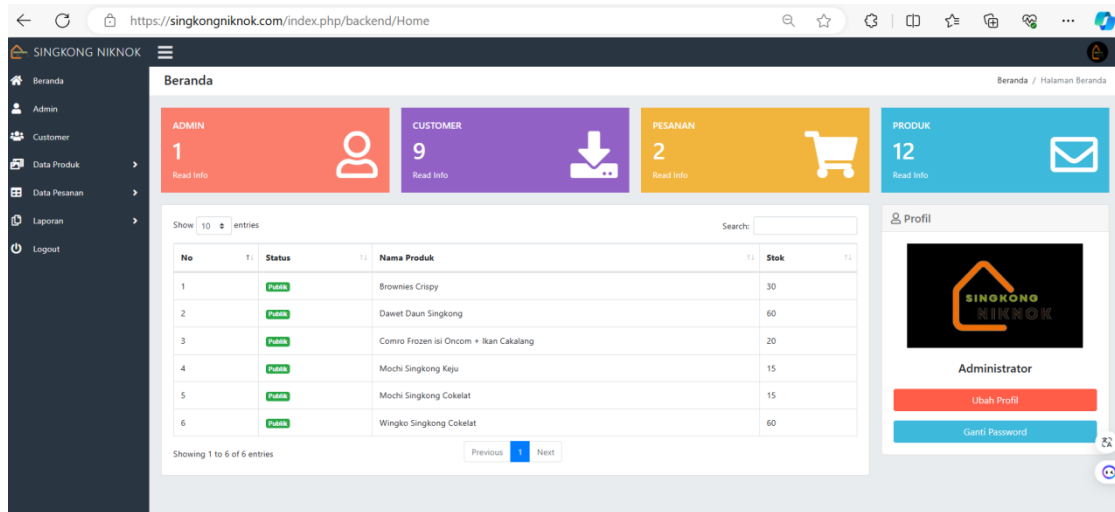 https://singkongniknok.com/index.php/backend/Home
SINGKONG NIKNOK
Beranda
Admin
Customer
Data Produk
Data Pesanan
Laporan
Logout
Beranda
Beranda / Halaman Beranda
ADMIN
1
Read Info
CUSTOMER
9
Read Info
PESANAN
2
Read Info
PRODUK
12
Read Info
Show 10 entries
Search:
No Status Nama Produk Stok
1 Publik Brownies Crispy 30
2 Publik Dawet Daun Singkong 60
3 Publik Comro Frozen isi Oncom + Ikan Cakalang 20
4 Publik Mochi Singkong Keju 15
5 Publik Mochi Singkong Cokelat 15
6 Publik Wingko Singkong Cokelat 60
Showing 1 to 6 of 6 entries
Previous 1 Next
Profil
SINGKONG
NIKNOK
Administrator
Ubah Profil
Ganti Password